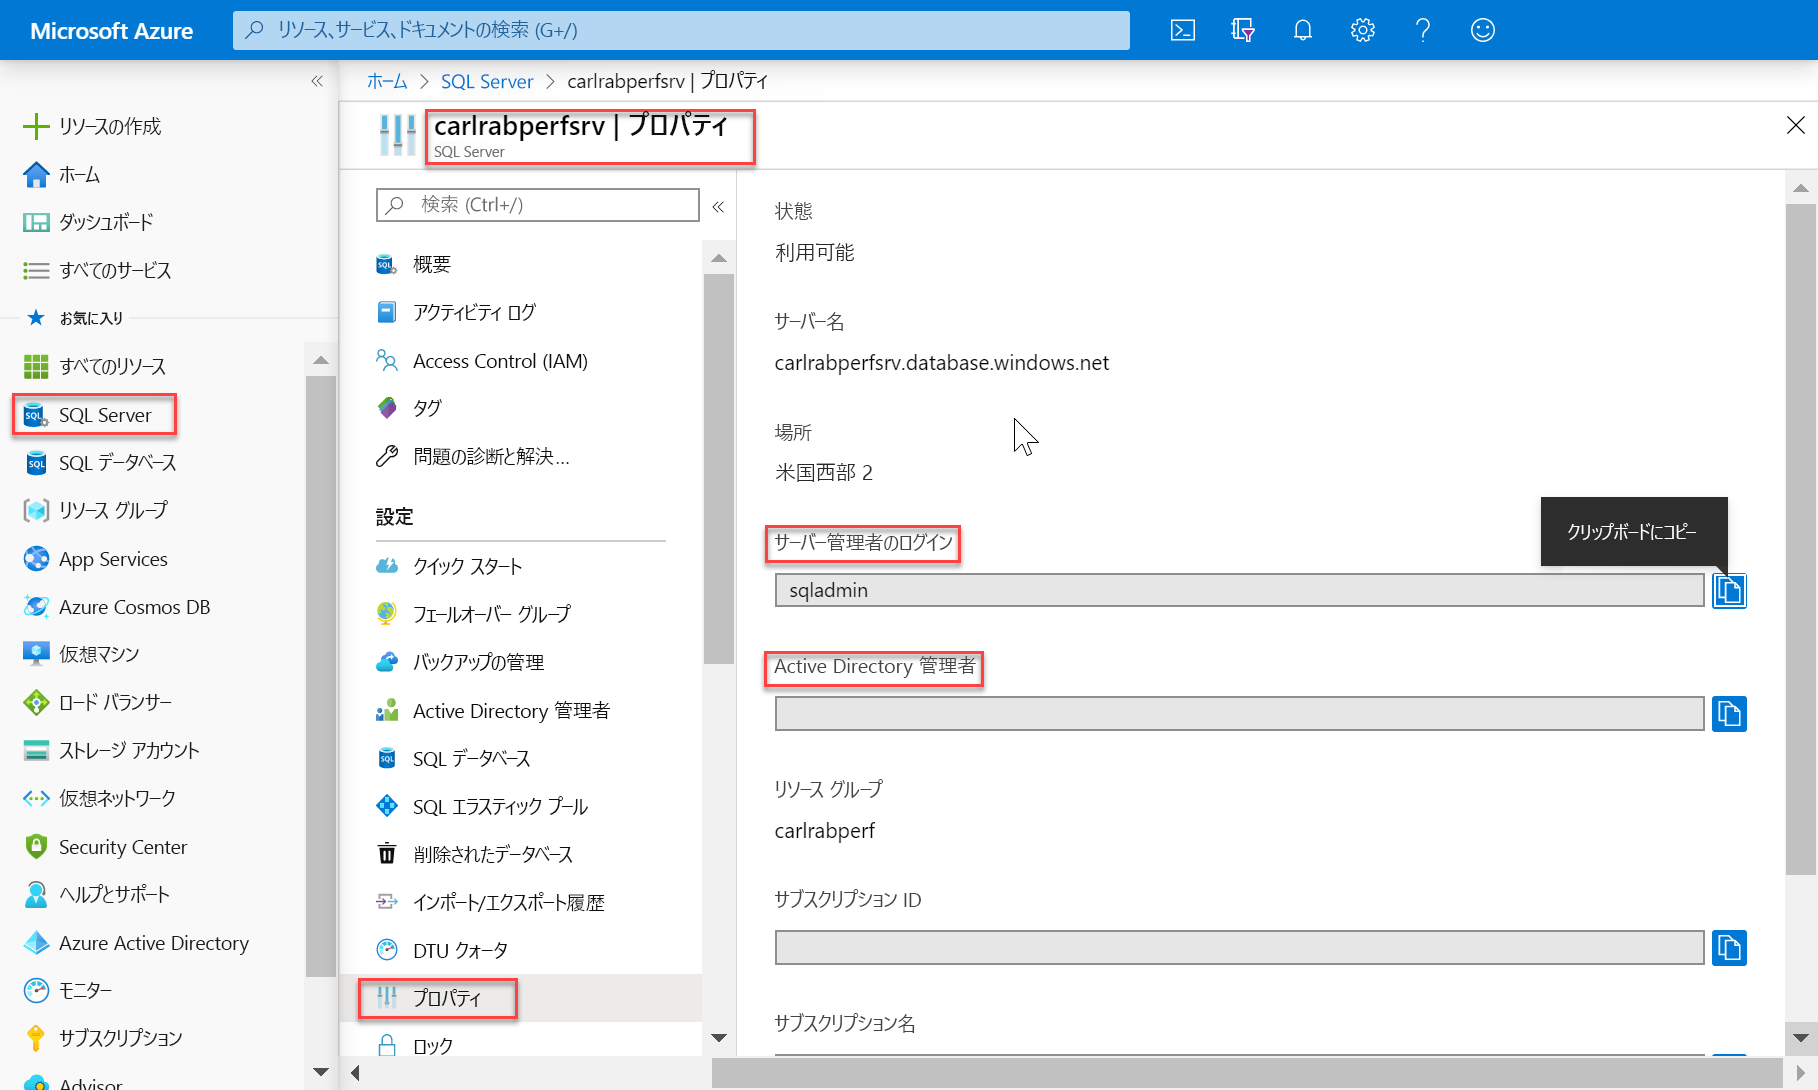 Microsoft Azure
リソース、サービス、ドキュメントの検索 (G+/)
リソースの作成
ホーム
ダッシュボード
すべてのサービス
お気に入り
すべてのリソース
SQL Server
SQL データベース
リソース グループ
App Services
Azure Cosmos DB
仮想マシン
ロード バランサー
ストレージ アカウント
仮想ネットワーク
Security Center
ヘルプとサポート
Azure Active Directory
モニター
サブスクリプション
Advisor
ホーム > SQL Server > carlrabperfsrv | プロパティ
carlrabperfsrv | プロパティ
SQL Server
検索 (Ctrl+/)
概要
アクティビティ ログ
Access Control (IAM)
タグ
問題の診断と解決...
設定
クイック スタート
フェールオーバー グループ
バックアップの管理
Active Directory 管理者
SQL データベース
SQL エラスティック プール
削除されたデータベース
インポート/エクスポート履歴
DTU クォータ
プロパティ
ロック
状態
利用可能
サーバー名
carlrabperfsrv.database.windows.net
場所
米国西部 2
サーバー管理者のログイン
クリップボードにコピー
sqladmin
Active Directory 管理者
リソース グループ
carlrabperf
サブスクリプション ID
サブスクリプション名